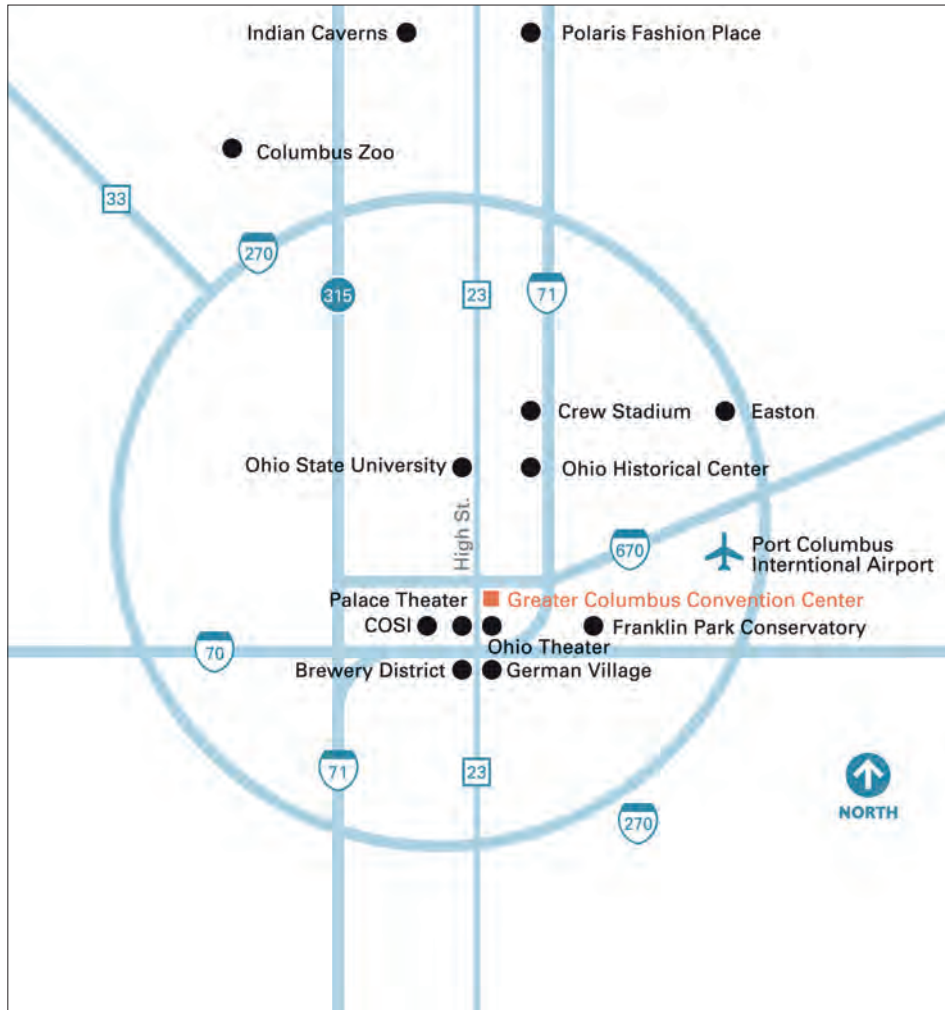 Indian Caverns
Polaris Fashion Place
Columbus Zoo
33
270
315
23
71
Crew Stadium
Easton
Ohio State University
Ohio Historical Center
High St.
670
Port Columbus
Interntional Airport
Palace Theater
Greater Columbus Convention Center
COSI
Franklin Park Conservatory
Ohio Theater
70
Brewery District
German Village
71
23
270
NORTH